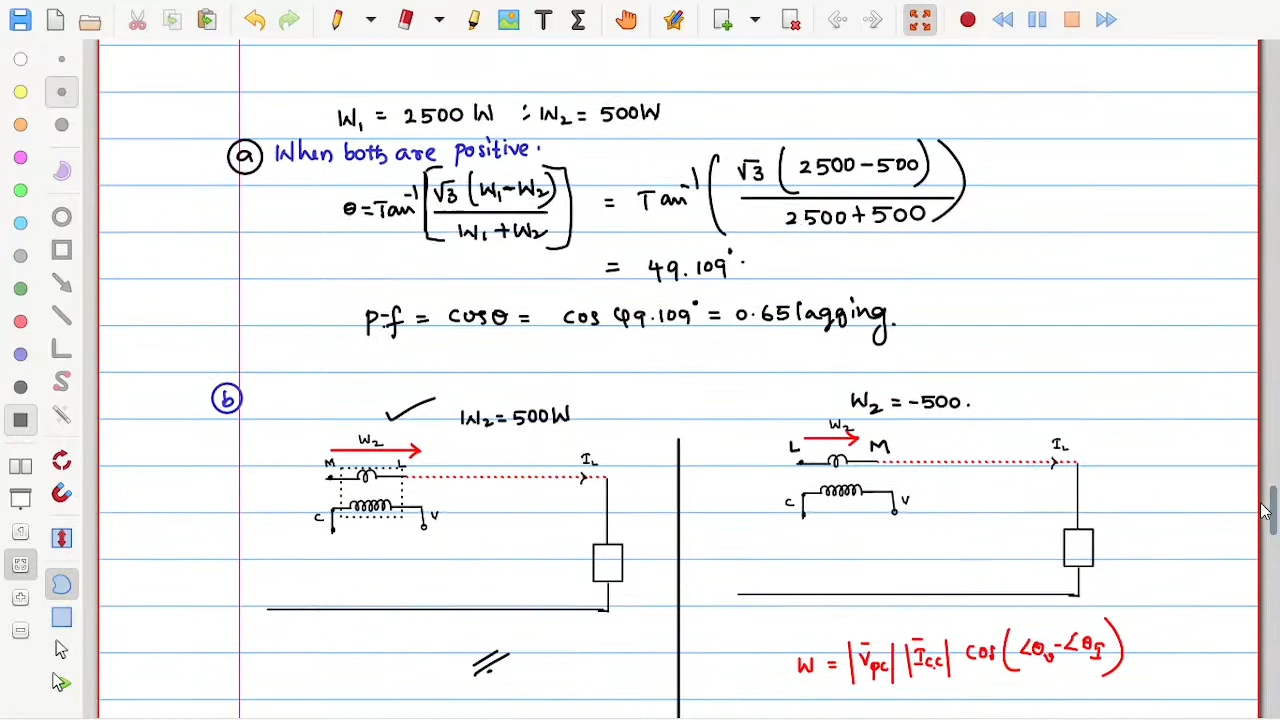 W₁ = 2500 W : W₂ = 500W
ⓐ When both are positive.
θ = Tan⁻¹ [√3 (W₁-W₂) / W₁+W₂] = Tan⁻¹ (√3 (2500-500) / 2500+500)
= 49.109°.
p.f = cosθ = cos 49.109° = 0.65 lagging.
ⓑ
W₂ = 500W
W₂
M L
I_L
C V
W₂ = -500.
W₂
L M
I_L
C V
W = |V̄pc| |Īc.c| cos (∠θv - ∠θI)